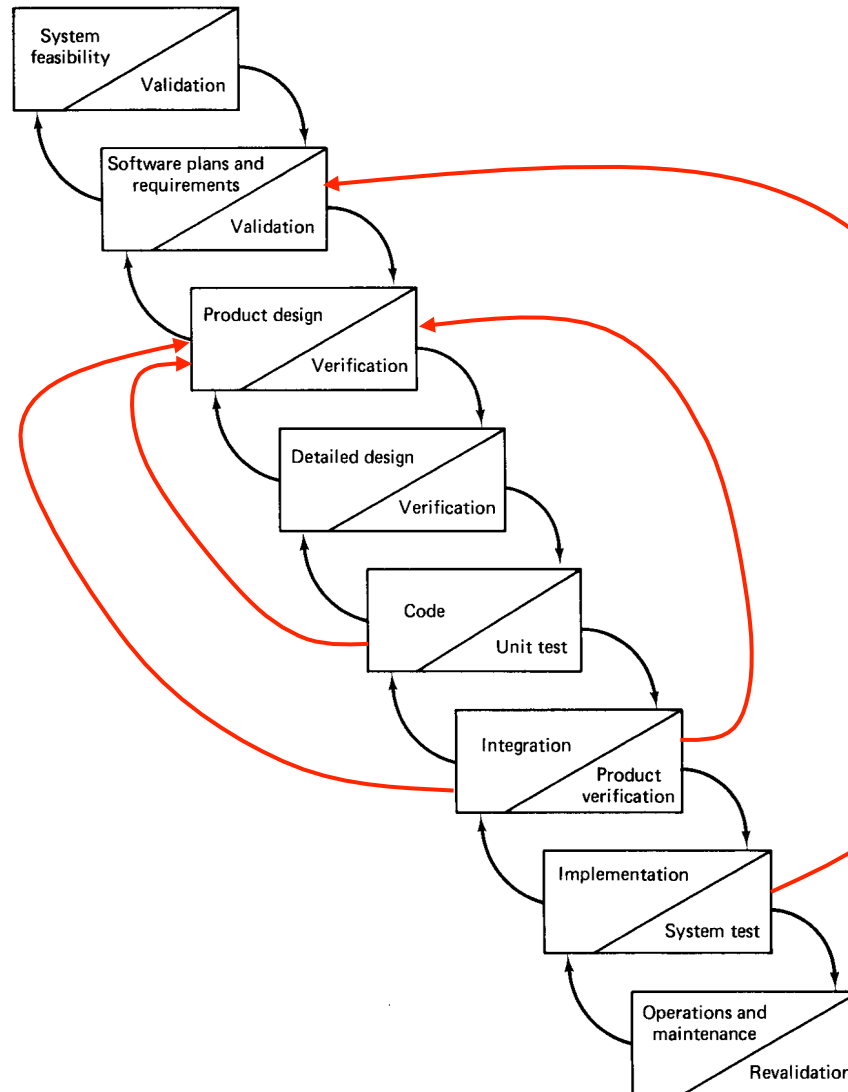 System
feasibility
Validation
Software plans and
requirements
Validation
Product design
Verification
Detailed design
Verification
Code
Unit test
Integration
Product
verification
Implementation
System test
Operations and
maintenance
Revalidation